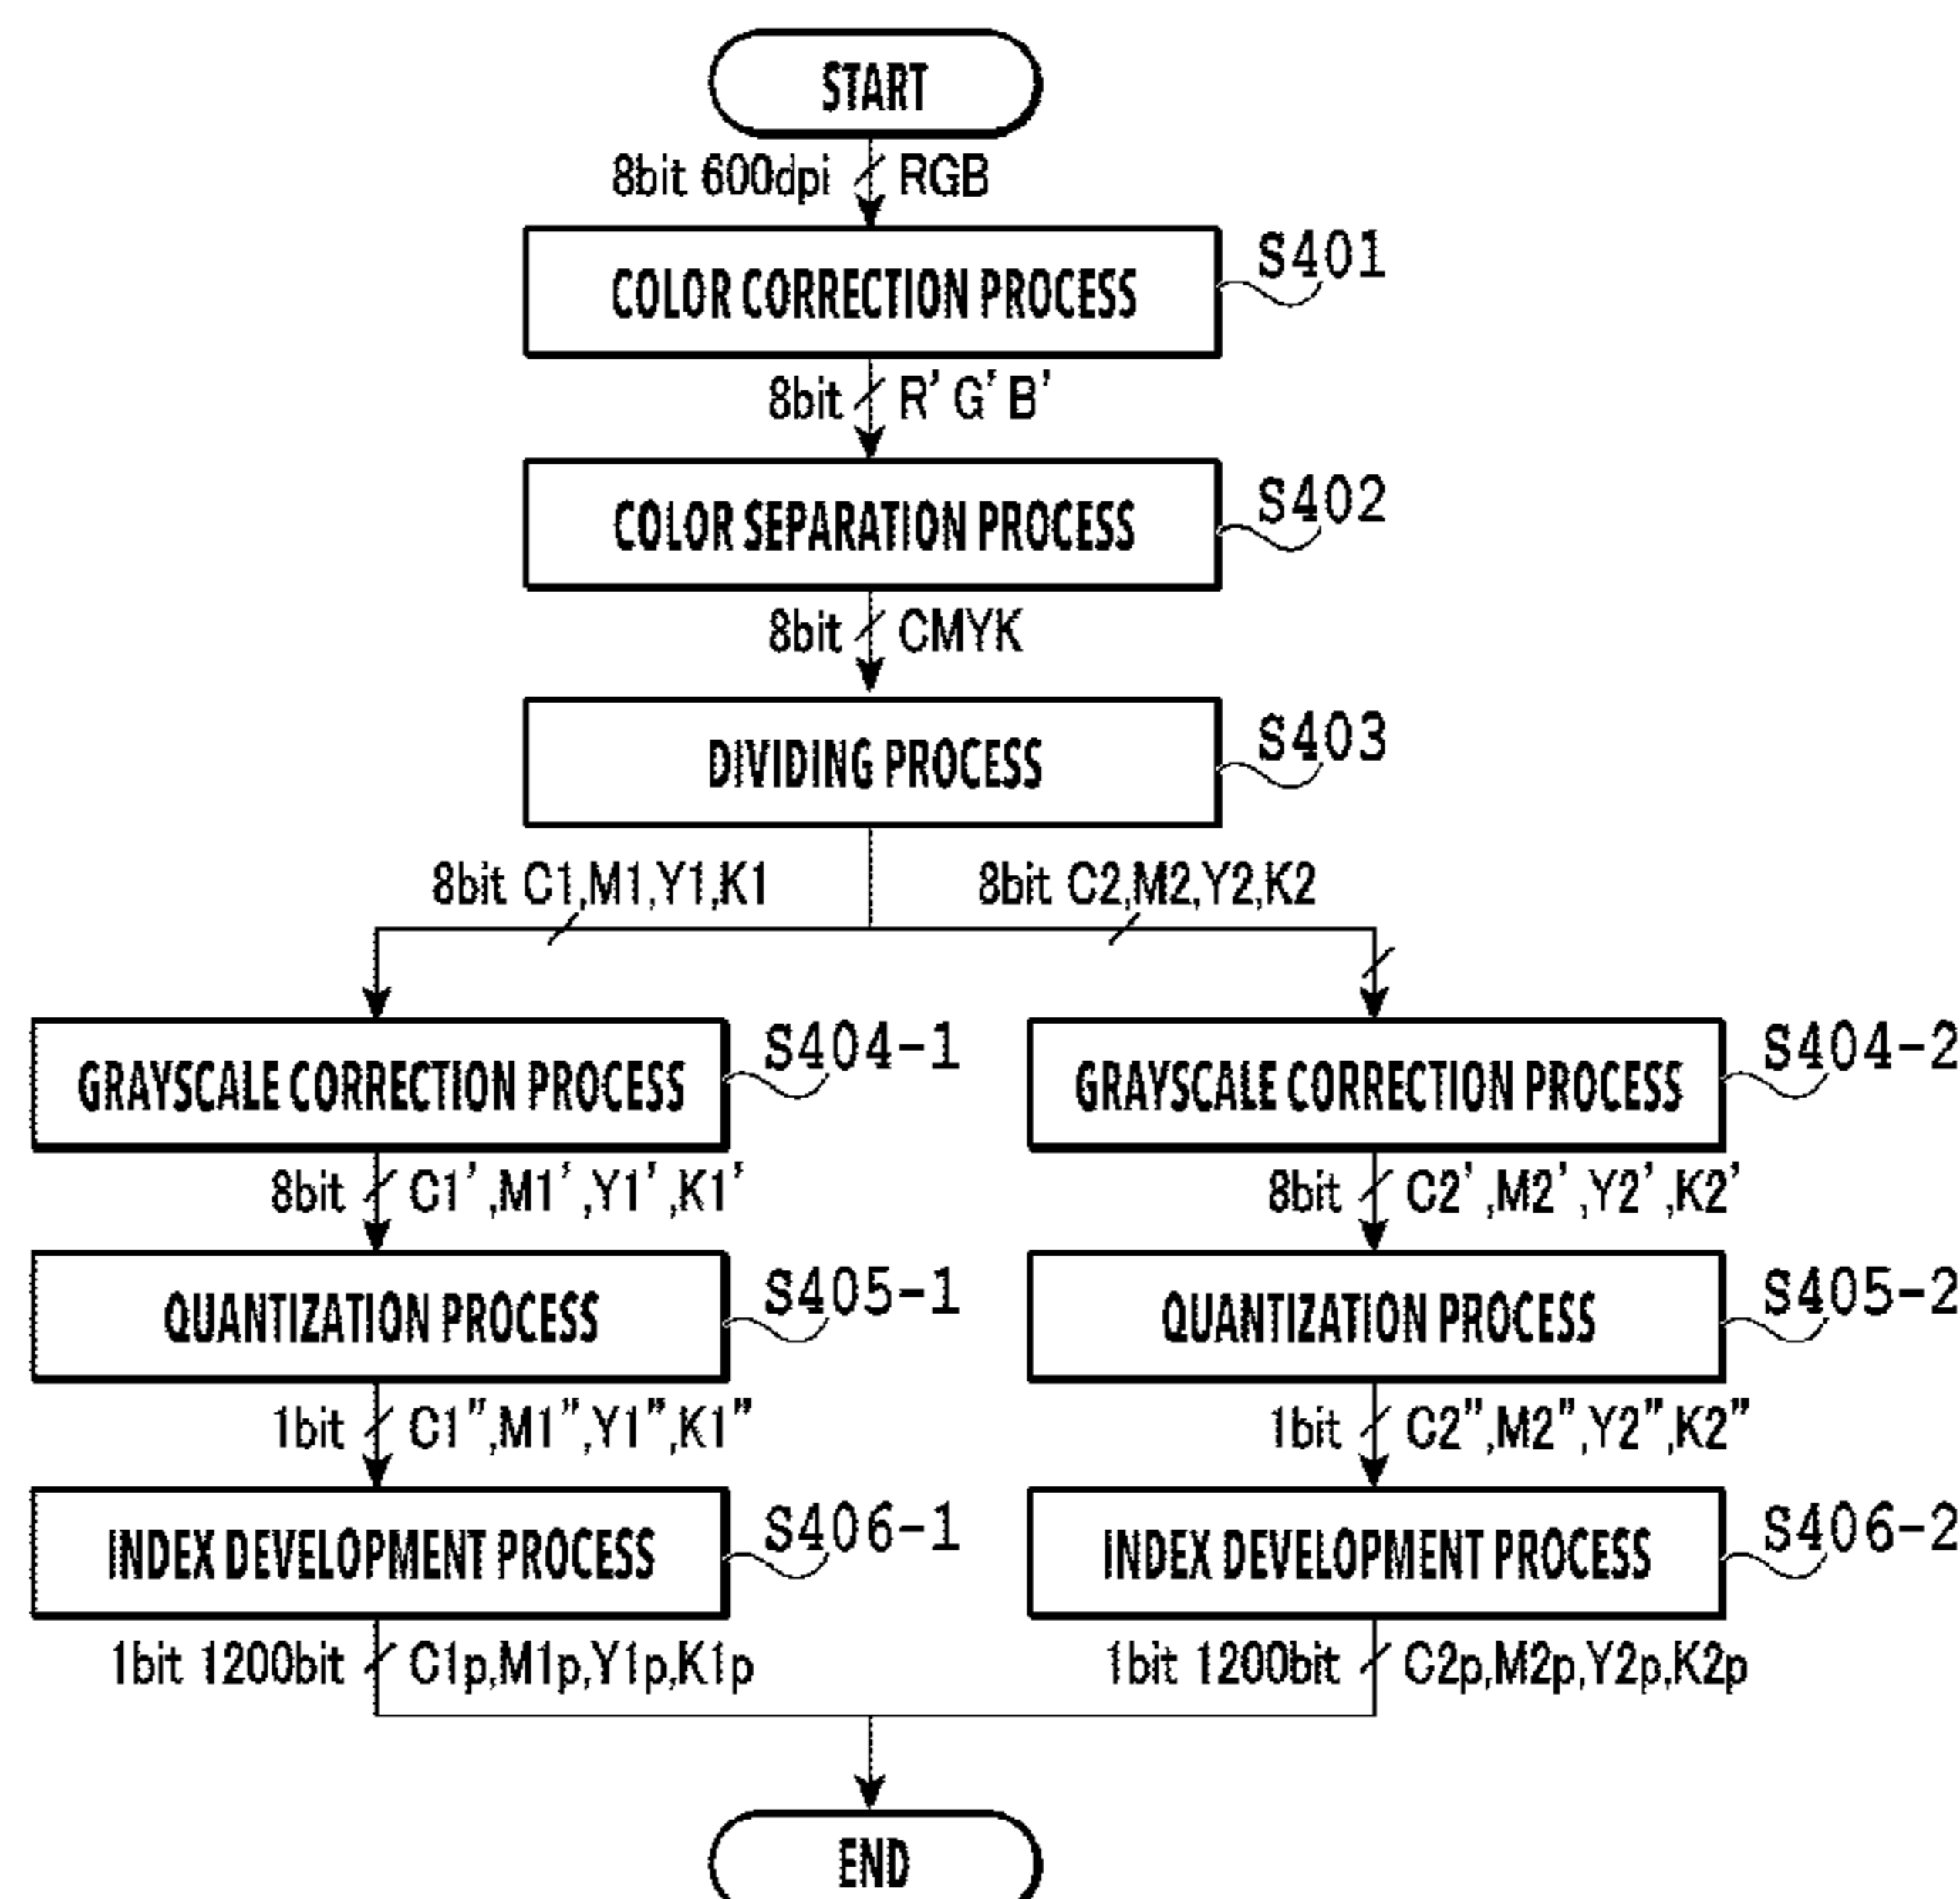 START
8bit 600dpi RGB
COLOR CORRECTION PROCESS S401
8bit R' G' B'
COLOR SEPARATION PROCESS S402
8bit CMYK
DIVIDING PROCESS S403
8bit C1,M1,Y1,K1 8bit C2,M2,Y2,K2
GRAYSCALE CORRECTION PROCESS S404-1 GRAYSCALE CORRECTION PROCESS S404-2
8bit C1',M1',Y1',K1' 8bit C2',M2',Y2',K2'
QUANTIZATION PROCESS S405-1 QUANTIZATION PROCESS S405-2
1bit C1",M1",Y1",K1" 1bit C2",M2",Y2",K2"
INDEX DEVELOPMENT PROCESS S406-1 INDEX DEVELOPMENT PROCESS S406-2
1bit 1200bit C1p,M1p,Y1p,K1p 1bit 1200bit C2p,M2p,Y2p,K2p
END